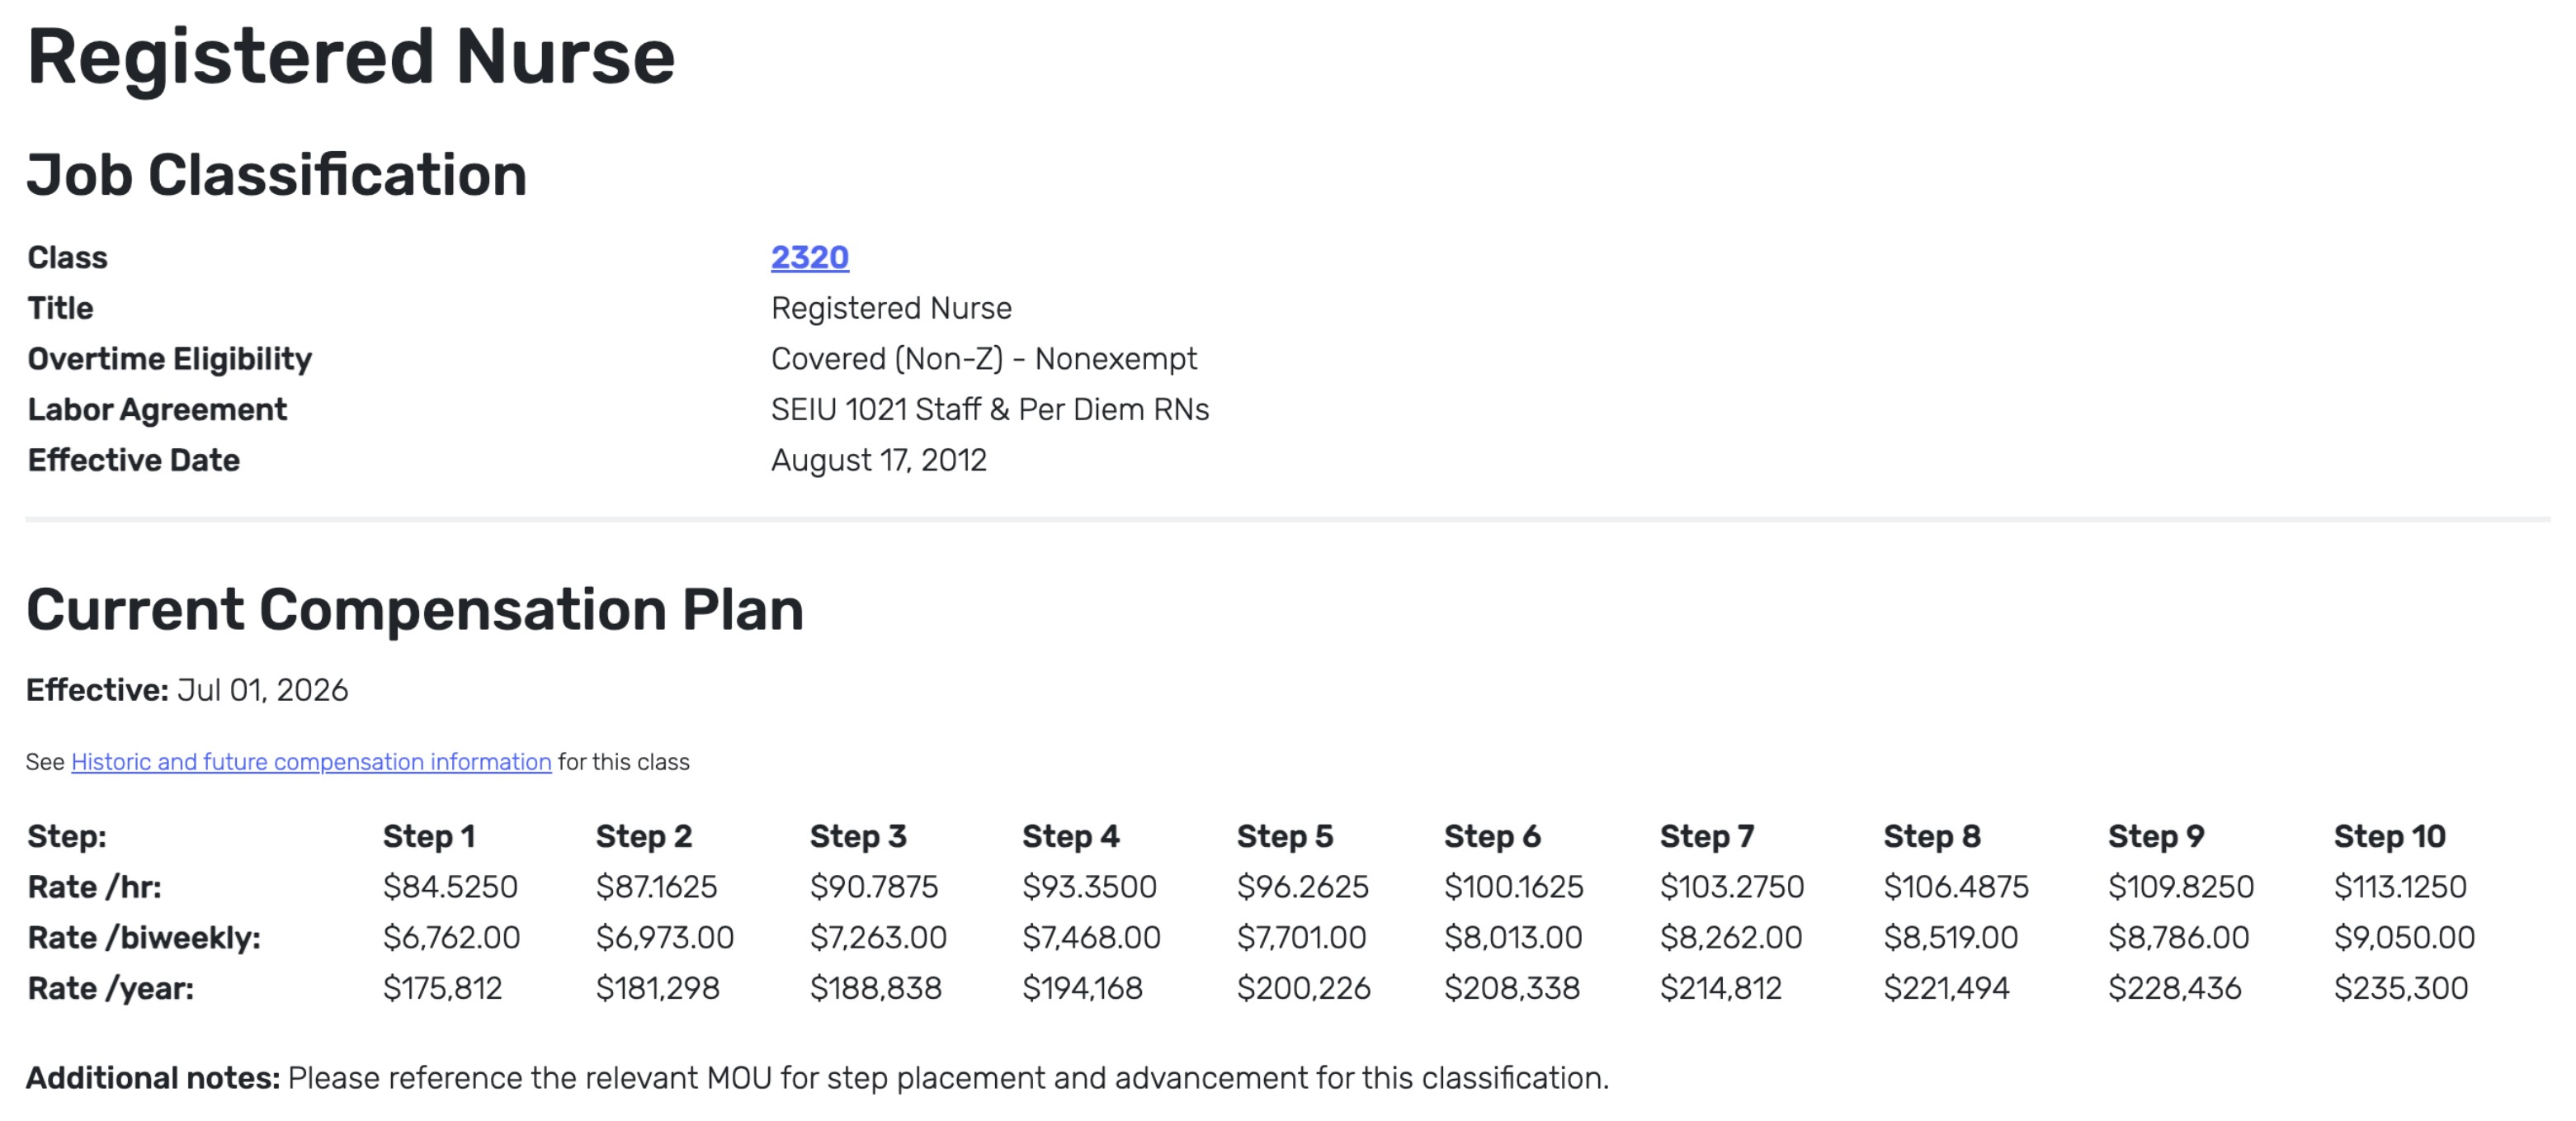 Registered Nurse
Job Classification
Class 2320
Title Registered Nurse
Overtime Eligibility Covered (Non-Z) - Nonexempt
Labor Agreement SEIU 1021 Staff & Per Diem RNs
Effective Date August 17, 2012
Current Compensation Plan
Effective: Jul 01, 2026
See Historic and future compensation information for this class
Step: Step 1 Step 2 Step 3 Step 4 Step 5 Step 6 Step 7 Step 8 Step 9 Step 10
Rate /hr: $84.5250 $87.1625 $90.7875 $93.3500 $96.2625 $100.1625 $103.2750 $106.4875 $109.8250 $113.1250
Rate /biweekly: $6,762.00 $6,973.00 $7,263.00 $7,468.00 $7,701.00 $8,013.00 $8,262.00 $8,519.00 $8,786.00 $9,050.00
Rate /year: $175,812 $181,298 $188,838 $194,168 $200,226 $208,338 $214,812 $221,494 $228,436 $235,300
Additional notes: Please reference the relevant MOU for step placement and advancement for this classification.